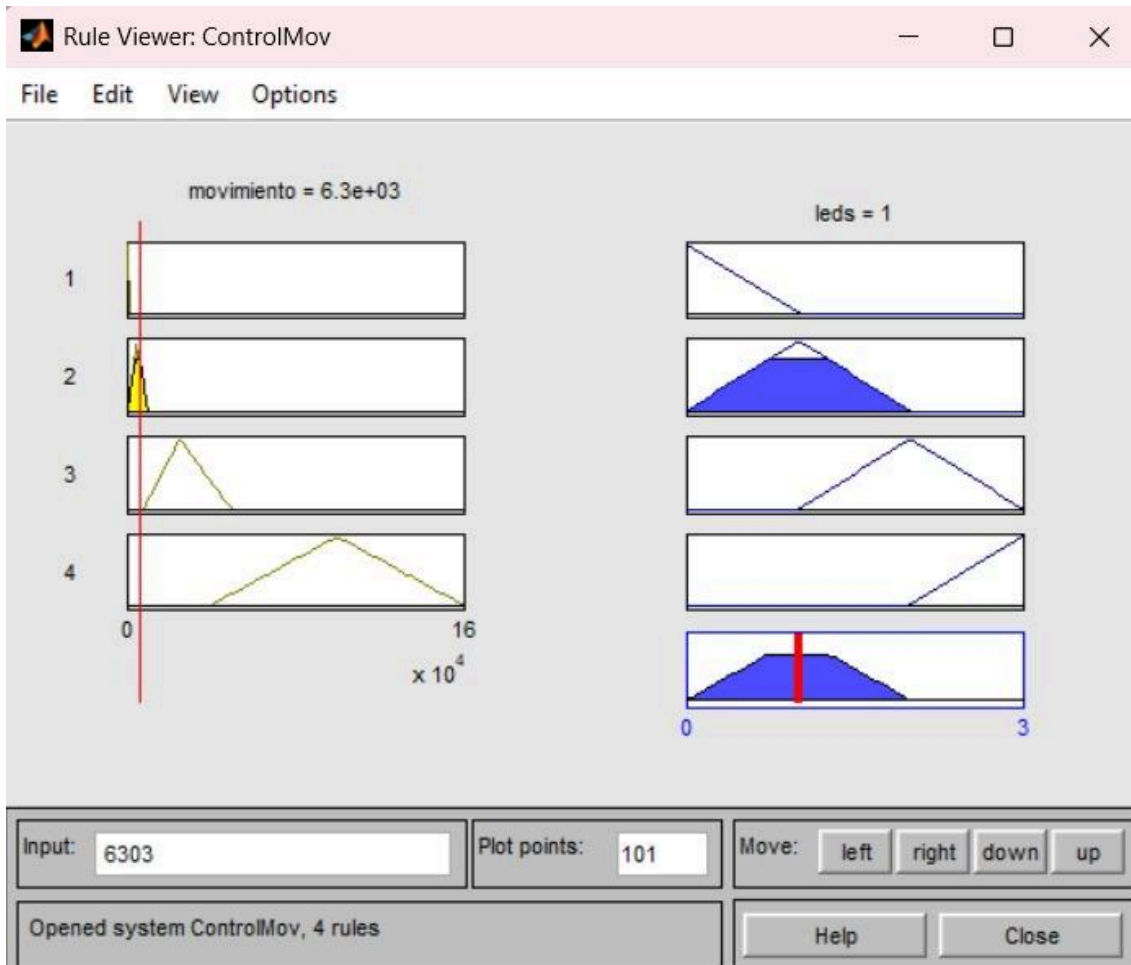 Rule Viewer: ControlMov
File Edit View Options
movimiento = 6.3e+03
leds = 1
1
2
3
4
0 16
x 10^4
0 3
Input: 6303 Plot points: 101 Move: left right down up
Opened system ControlMov, 4 rules Help Close